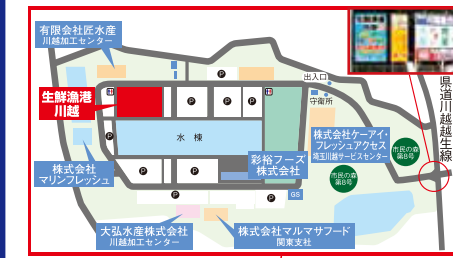 有限会社匠水産
川越加工センター
生鮮漁港
川越
P
P
P
P
出入口
守衛所
県道川越越生線
水棟
彩裕フーズ
株式会社
株式会社ケーアイ・
フレッシュアクセス
埼玉川越サービスセンター
市民の森
第8号
市民の森
第8号
株式会社
マリンフレッシュ
P
P
P
P
P
P
GS
大弘水産株式会社
川越加工センター
株式会社マルマサフード
関東支社